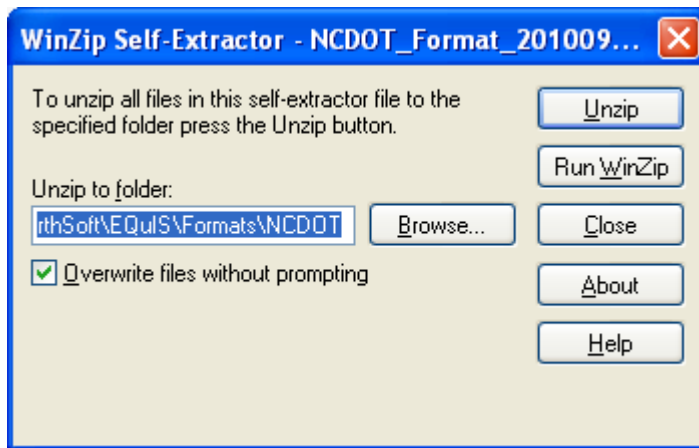 WinZip Self-Extractor - NCDOT_Format_201009...
To unzip all files in this self-extractor file to the
specified folder press the Unzip button.
Unzip to folder:
rthSoft\EQuIS\Formats\NCDOT
Browse...
Overwrite files without prompting
Unzip
Run WinZip
Close
About
Help